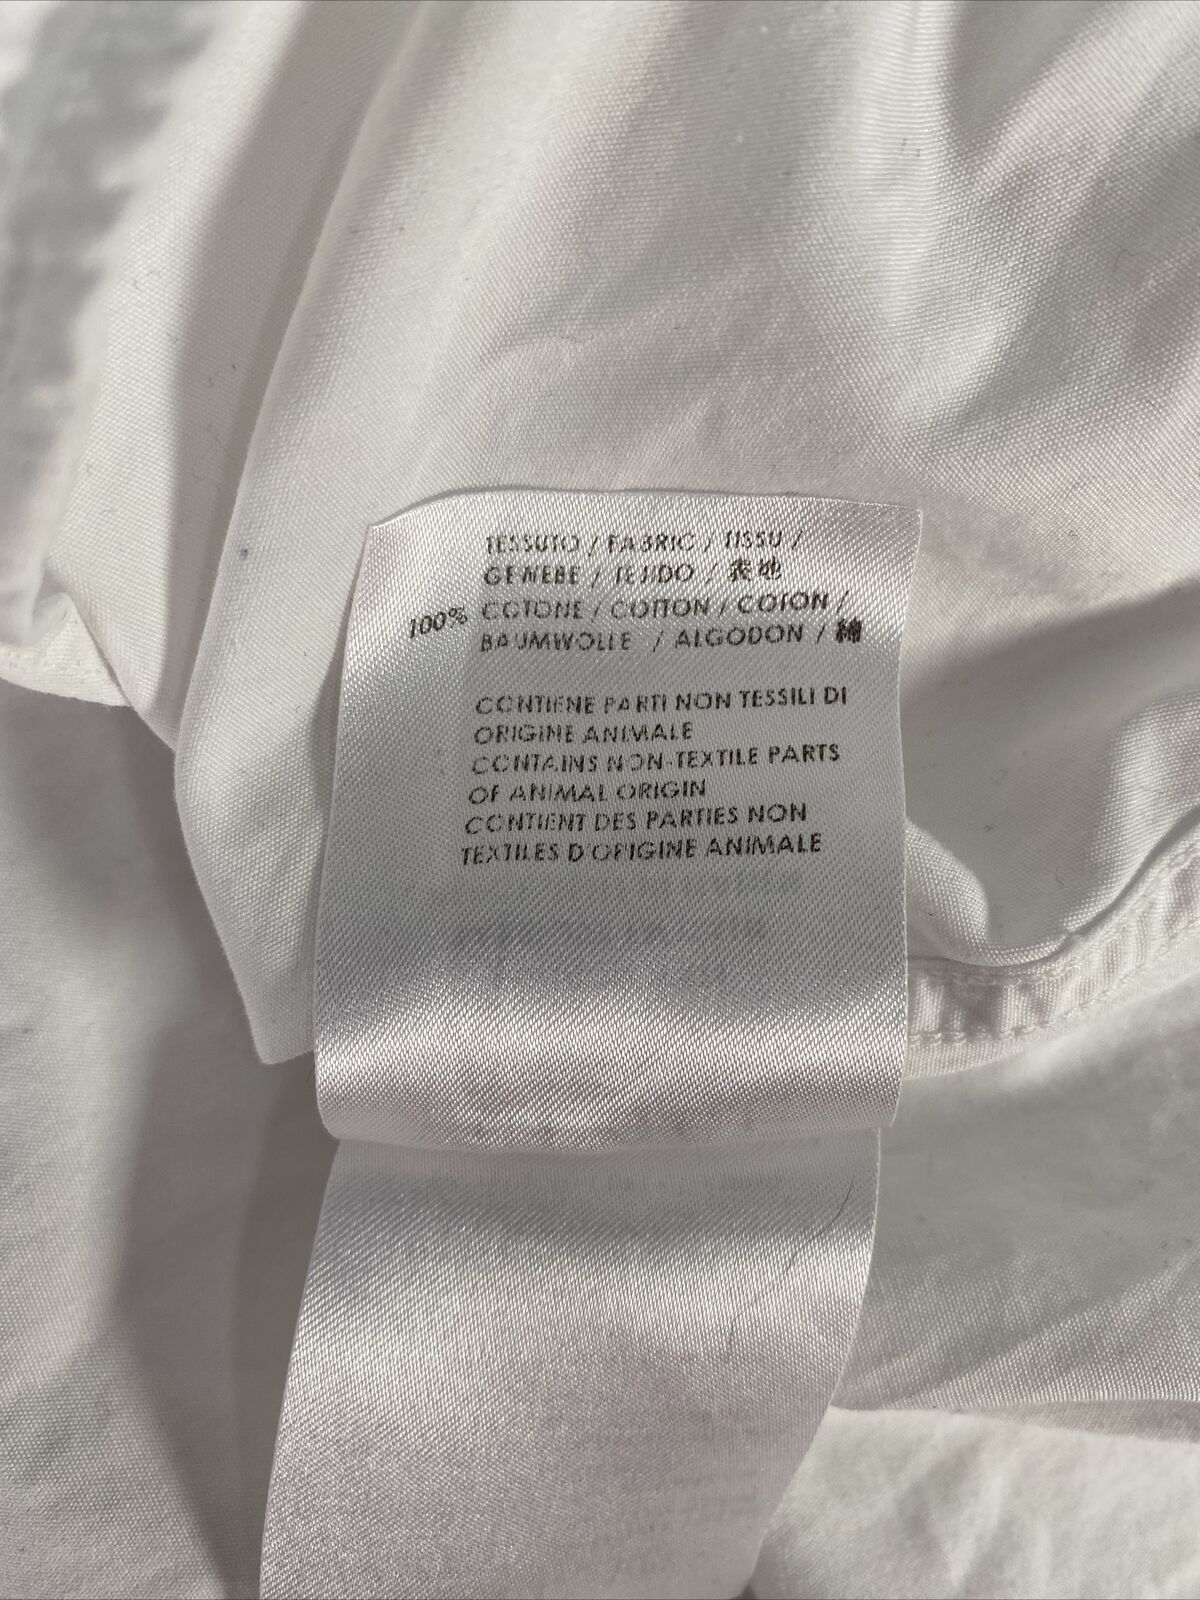 TESSUTO / FABRIC / TISSU /
GEWEBE / TEJIDO / 表地
100% COTONE / COTTON / COTON /
BAUMWOLLE / ALGODON / 綿
CONTIENE PARTI NON TESSILI DI
ORIGINE ANIMALE
CONTAINS NON-TEXTILE PARTS
OF ANIMAL ORIGIN
CONTIENT DES PARTIES NON
TEXTILES D'ORIGINE ANIMALE